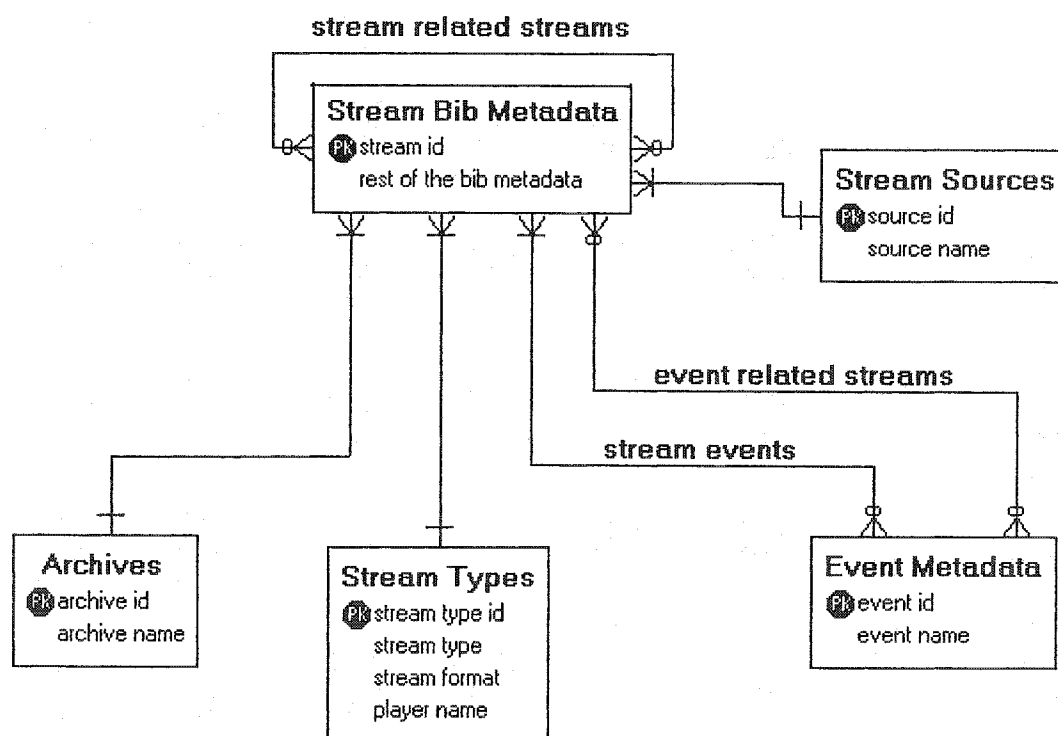 stream related streams
Stream Bib Metadata
PK stream id
rest of the bib metadata
Stream Sources
PK source id
source name
event related streams
stream events
Archives
PK archive id
archive name
Stream Types
PK stream type id
stream type
stream format
player name
Event Metadata
PK event id
event name